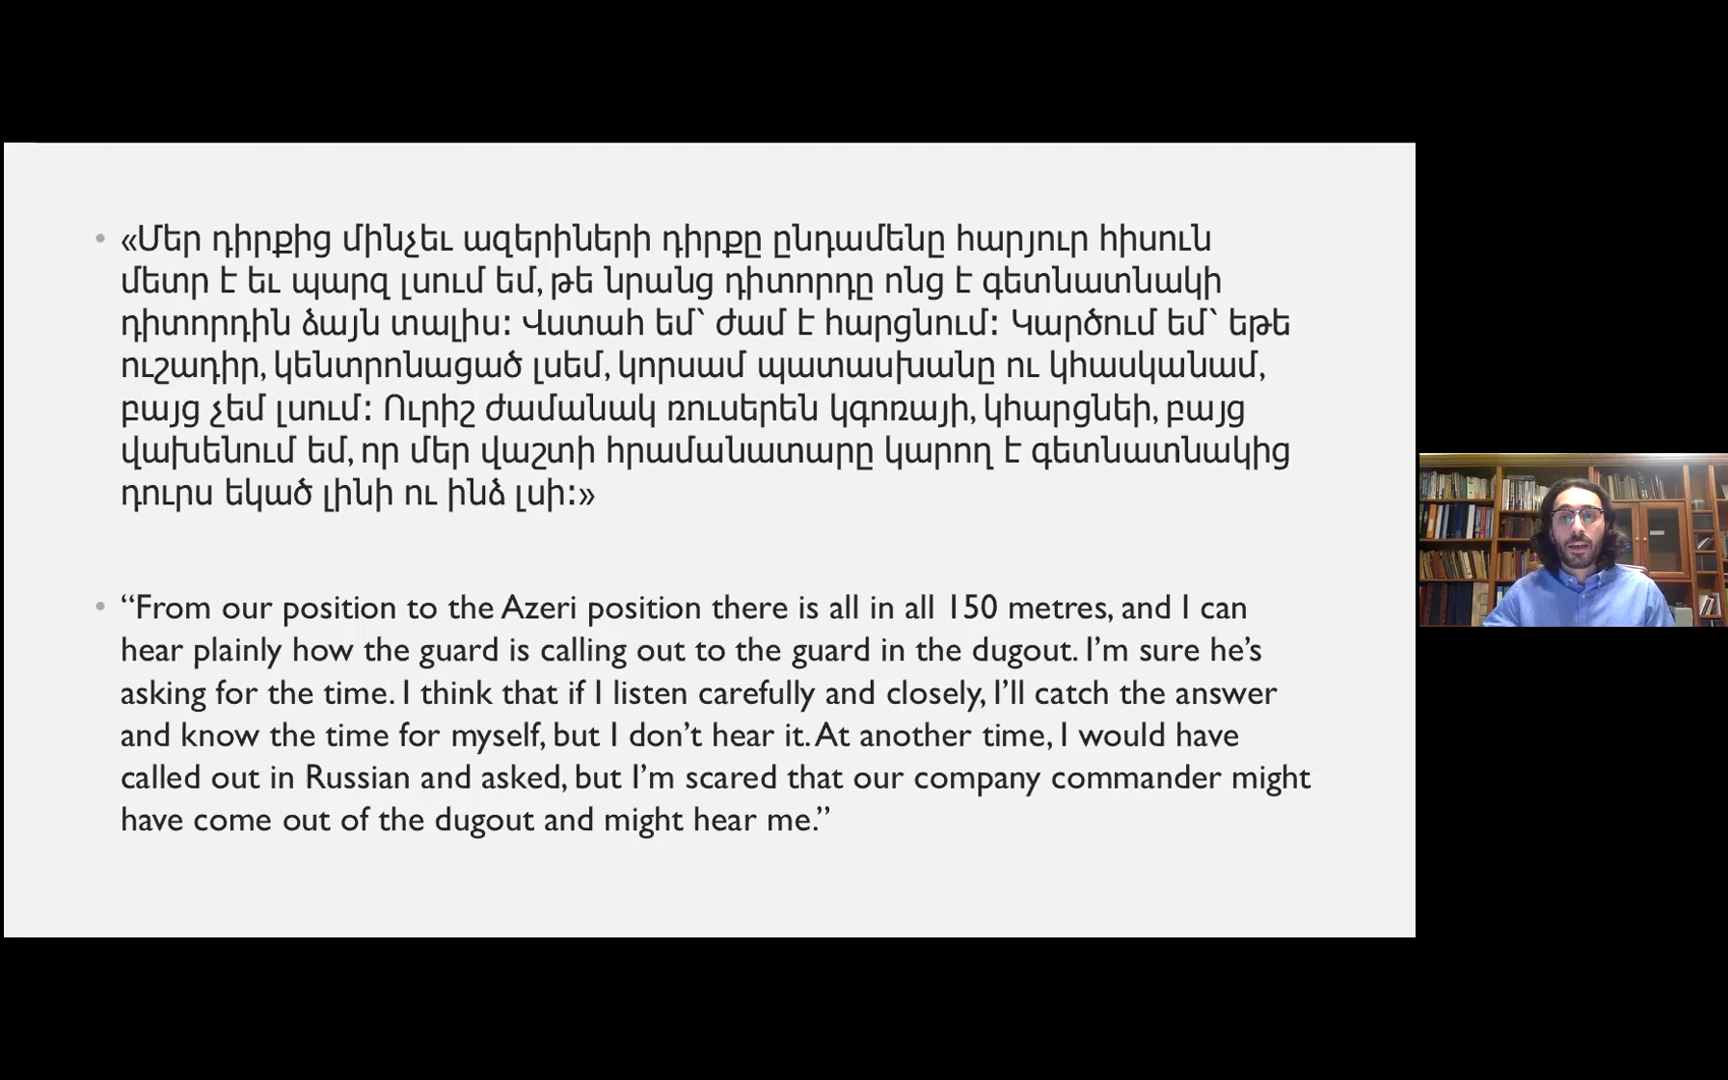 • «Մեր դիրքից մինչեւ ազերիների դիրքը ընդամենը հարյուր հիսուն
մետր է եւ պարզ լսում եմ, թե նրանց դիտորդը ոնց է գետնատնակի
դիտորդին ձայն տալիս: Վստահ եմ՝ ժամ է հարցնում: Կարծում եմ՝ եթե
ուշադիր, կենտրոնացած լսեմ, կորսամ պատասխանը ու կհասկանամ,
բայց չեմ լսում: Ուրիշ ժամանակ ռուսերեն կգոռայի, կհարցնեի, բայց
վախենում եմ, որ մեր վաշտի հրամանատարը կարող է գետնատնակից
դուրս եկած լինի ու ինձ լսի:»
• “From our position to the Azeri position there is all in all 150 metres, and I can
hear plainly how the guard is calling out to the guard in the dugout. I’m sure he’s
asking for the time. I think that if I listen carefully and closely, I’ll catch the answer
and know the time for myself, but I don’t hear it. At another time, I would have
called out in Russian and asked, but I’m scared that our company commander might
have come out of the dugout and might hear me.”